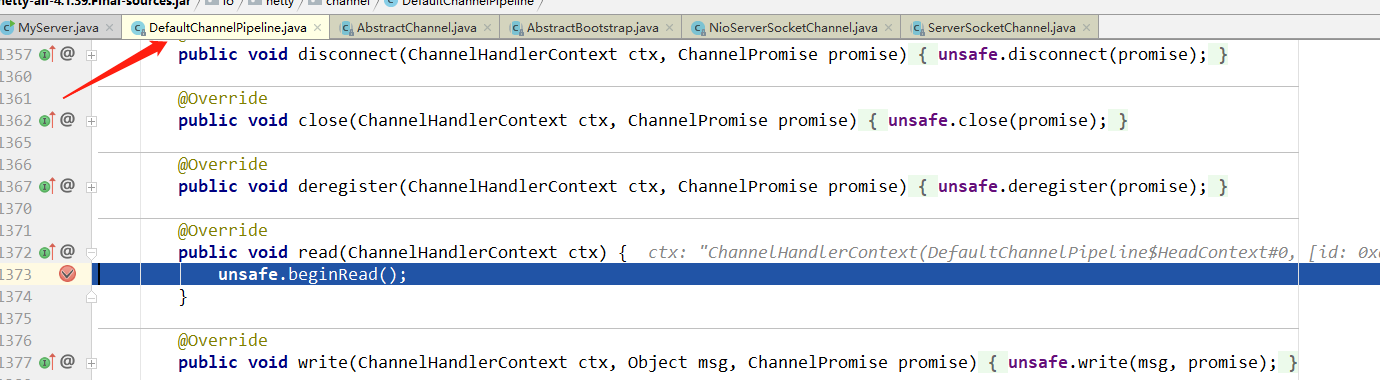 netty-all-4.1.39.Final-sources.jar io netty channel DefaultChannelPipeline
MyServer.java DefaultChannelPipeline.java AbstractChannel.java AbstractBootstrap.java NioServerSocketChannel.java ServerSocketChannel.java
1357 public void disconnect(ChannelHandlerContext ctx, ChannelPromise promise) { unsafe.disconnect(promise); }
1360
1361 @Override
1362 @ public void close(ChannelHandlerContext ctx, ChannelPromise promise) { unsafe.close(promise); }
1365
1366 @Override
1367 @ public void deregister(ChannelHandlerContext ctx, ChannelPromise promise) { unsafe.deregister(promise); }
1370
1371 @Override
1372 @ public void read(ChannelHandlerContext ctx) { ctx: "ChannelHandlerContext(DefaultChannelPipeline$HeadContext#0, [id: 0x
1373 unsafe.beginRead();
1374 }
1375
1376 @Override
1377 @ public void write(ChannelHandlerContext ctx, Object msg, ChannelPromise promise) { unsafe.write(msg, promise); }